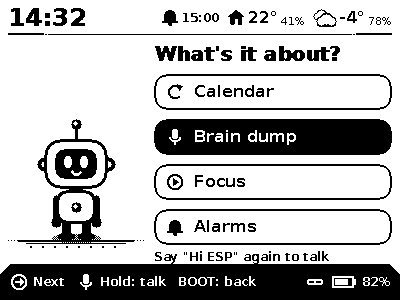 14:32 15:00 22° 41% -4° 78%
What's it about?
Calendar
Brain dump
Focus
Alarms
Say "Hi ESP" again to talk
Next Hold: talk BOOT: back 82%